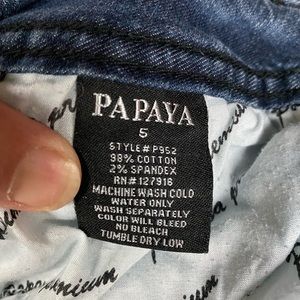 PAPAYA
5
STYLE# P952
98% COTTON
2% SPANDEX
RN# 127916
MACHINE WASH COLD
WATER ONLY
WASH SEPARATELY
COLOR WILL BLEED
NO BLEACH
TUMBLE DRY LOW